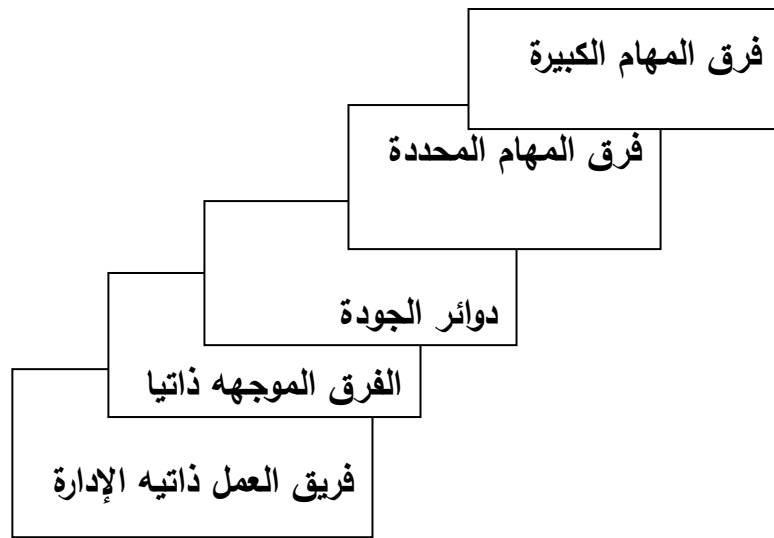 فرق المهام الكبيرة
فرق المهام المحددة
دوائر الجودة
الفرق الموجهه ذاتيا
فريق العمل ذاتيه الإدارة